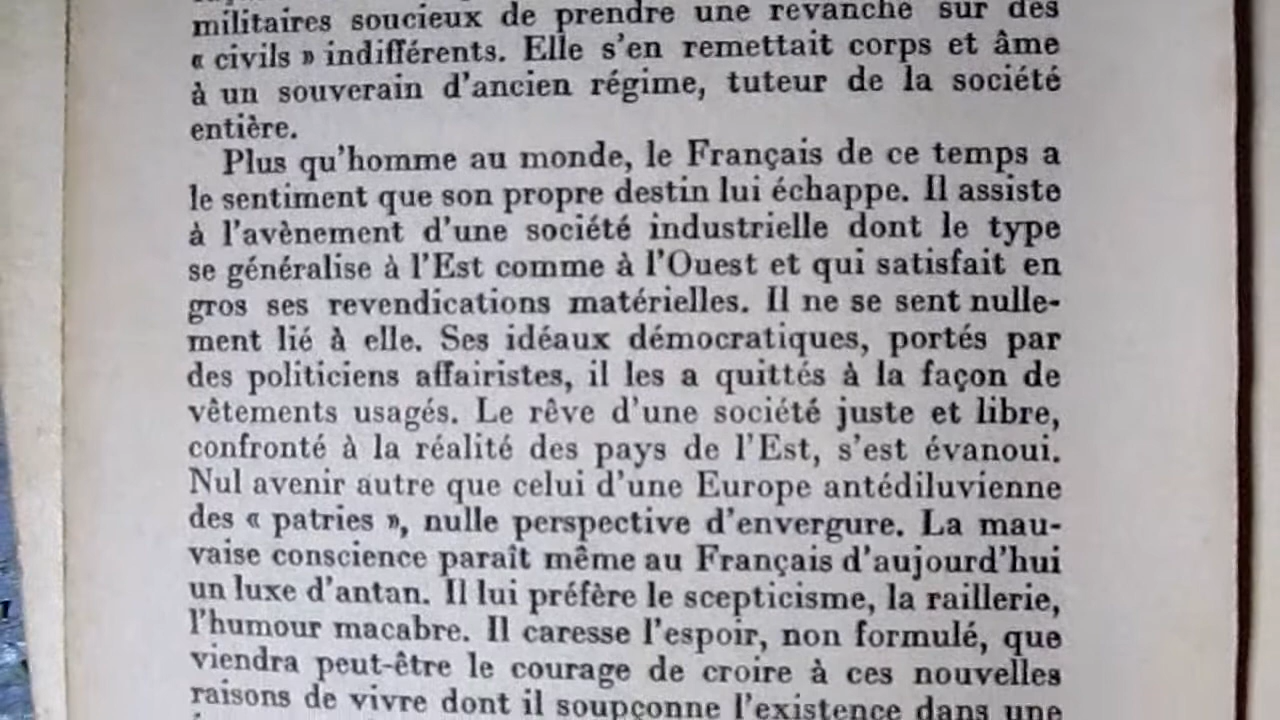 militaires soucieux de prendre une revanche sur des
« civils » indifférents. Elle s'en remettait corps et âme
à un souverain d'ancien régime, tuteur de la société
entière.
Plus qu'homme au monde, le Français de ce temps a
le sentiment que son propre destin lui échappe. Il assiste
à l'avènement d'une société industrielle dont le type
se généralise à l'Est comme à l'Ouest et qui satisfait en
gros ses revendications matérielles. Il ne se sent nulle-
ment lié à elle. Ses idéaux démocratiques, portés par
des politiciens affairistes, il les a quittés à la façon de
vêtements usagés. Le rêve d'une société juste et libre,
confronté à la réalité des pays de l'Est, s'est évanoui.
Nul avenir autre que celui d'une Europe antédiluvienne
des « patries », nulle perspective d'envergure. La mau-
vaise conscience paraît même au Français d'aujourd'hui
un luxe d'antan. Il lui préfère le scepticisme, la raillerie,
l'humour macabre. Il caresse l'espoir, non formulé, que
viendra peut-être le courage de croire à ces nouvelles
raisons de vivre dont il soupçonne l'existence dans une